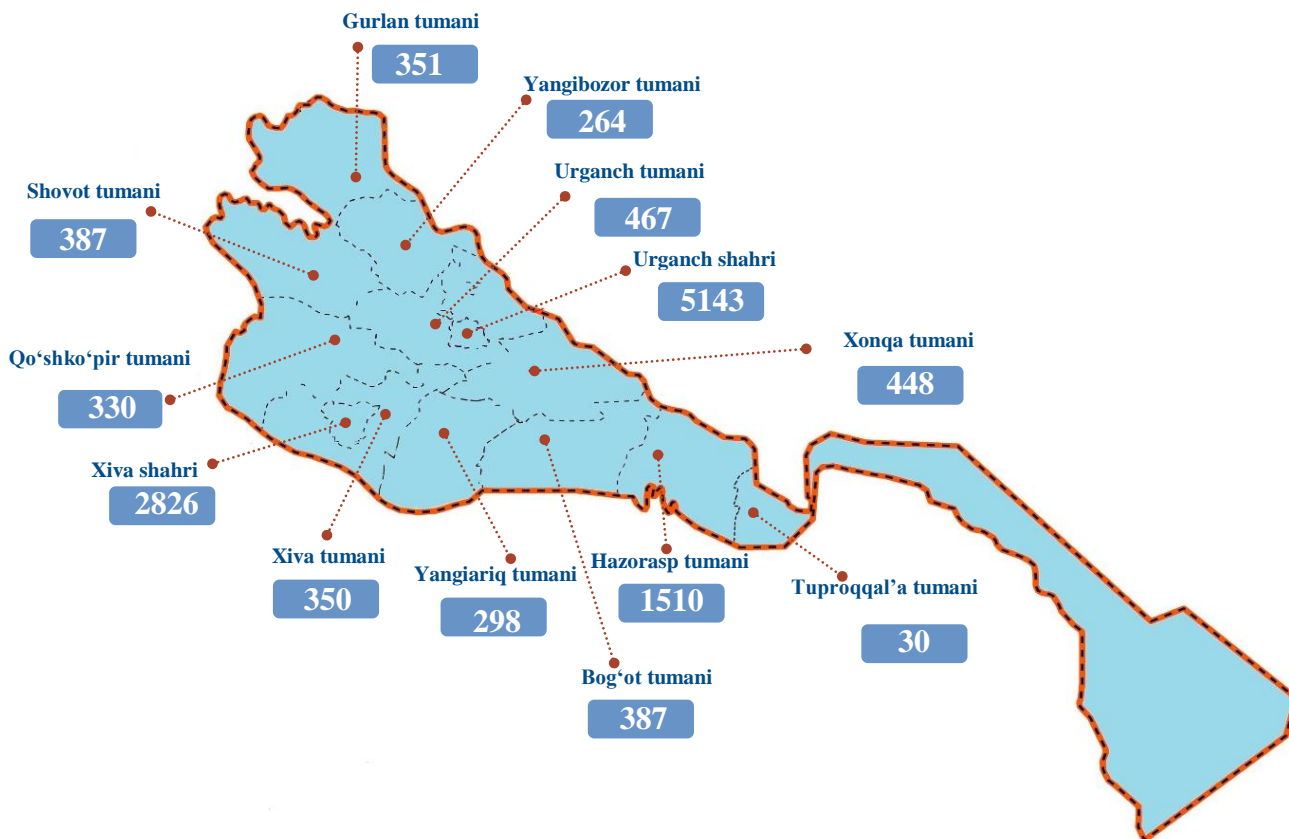 Gurlan tumani
351
Yangibozor tumani
264
Urganch tumani
467
Shovot tumani
387
Urganch shahri
5143
Xonqa tumani
448
Qo‘shko‘pir tumani
330
Xiva shahri
2826
Xiva tumani
350
Yangiariq tumani
298
Hazorasp tumani
1510
Tuproqqal’a tumani
30
Bog‘ot tumani
387